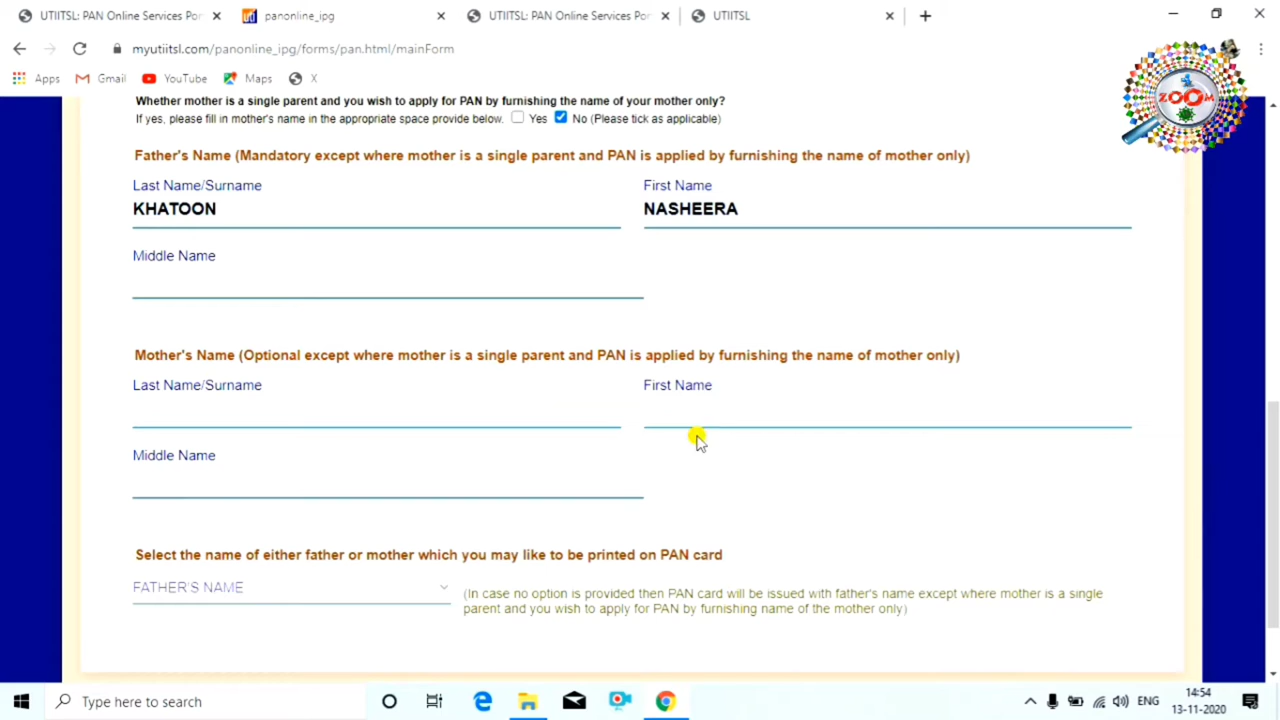 UTIITSL: PAN Online Services Por
panonline_ipg
UTIITSL: PAN Online Services Por
UTIITSL
myutiitsl.com/panonline_ipg/forms/pan.html/mainForm
Apps
Gmail
YouTube
Maps
X
ZOOM
Whether mother is a single parent and you wish to apply for PAN by furnishing the name of your mother only?
If yes, please fill in mother's name in the appropriate space provide below. Yes No (Please tick as applicable)
Father's Name (Mandatory except where mother is a single parent and PAN is applied by furnishing the name of mother only)
Last Name/Surname
First Name
KHATOON
NASHEERA
Middle Name
Mother's Name (Optional except where mother is a single parent and PAN is applied by furnishing the name of mother only)
Last Name/Surname
First Name
Middle Name
Select the name of either father or mother which you may like to be printed on PAN card
FATHER'S NAME
(In case no option is provided then PAN card will be issued with father's name except where mother is a single
parent and you wish to apply for PAN by furnishing name of the mother only)
Type here to search
ENG
14:54
13-11-2020